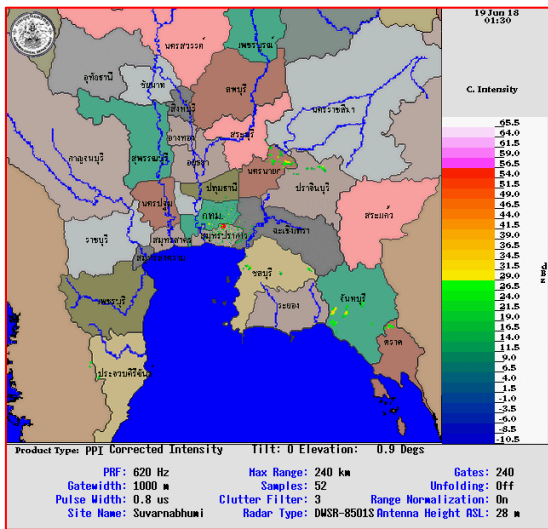 19 Jun 18
01:30
C. Intensity
นครสวรรค์
เพชรบูรณ์
อุทัยธานี
ชัยนาท
ลพบุรี
สิงห์บุรี
นครราชสีมา
อ่างทอง
สระบุรี
กาญจนบุรี
สุพรรณบุรี
อยุธยา
นครนายก
ปทุมธานี
ปราจีนบุรี
นครปฐม
กทม.
สระแก้ว
ราชบุรี
สมุทรสาคร
สมุทรปราการ
ฉะเชิงเทรา
สมุทรสงคราม
ชลบุรี
เพชรบุรี
ระยอง
จันทบุรี
ตราด
ประจวบคีรีขันธ์
65.5
64.0
61.0
59.5
56.5
54.0
51.5
49.0
46.5
44.0
41.5
39.0
36.5
34.0
31.5
29.0
26.5
24.0
21.5
19.0
16.5
14.0
11.5
9.0
6.5
4.0
1.5
-1.0
-3.5
-6.0
-8.5
-10.5
Product Type: PPI Corrected Intensity Tilt: 0 Elevation: 0.9 Degs
PRF: 620 Hz Max Range: 240 km Gates: 240
Gatewidth: 1000 m Samples: 52 Unfolding: Off
Pulse Width: 0.8 us Clutter Filter: 3 Range Normalization: On
Site Name: Suvarnabhumi Radar Type: DWSR-8501S Antenna Height ASL: 28 m